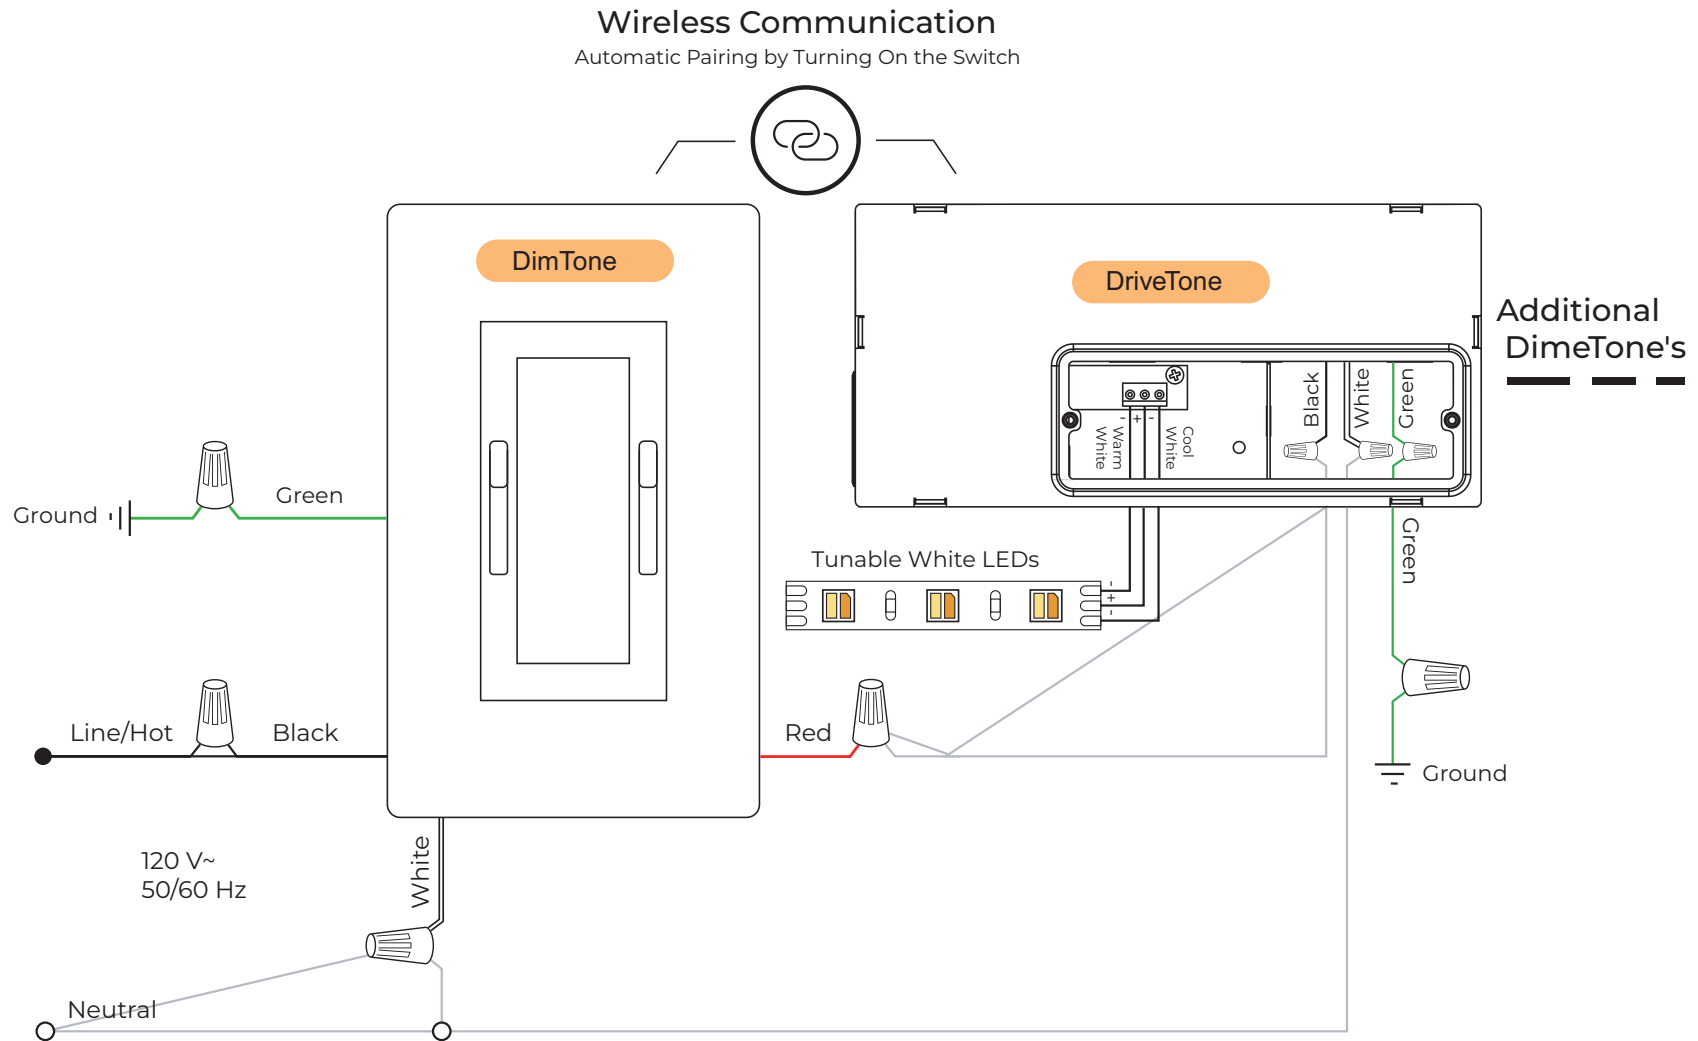 Wireless Communication
Automatic Pairing by Turning On the Switch
DimTone
DriveTone
Additional
DimeTone's
Black
White
Green
- + -
Warm
White
Cool
White
Green
Ground
Green
Tunable White LEDs
-
+
-
Line/Hot
Black
Red
Ground
120 V~
50/60 Hz
White
Neutral